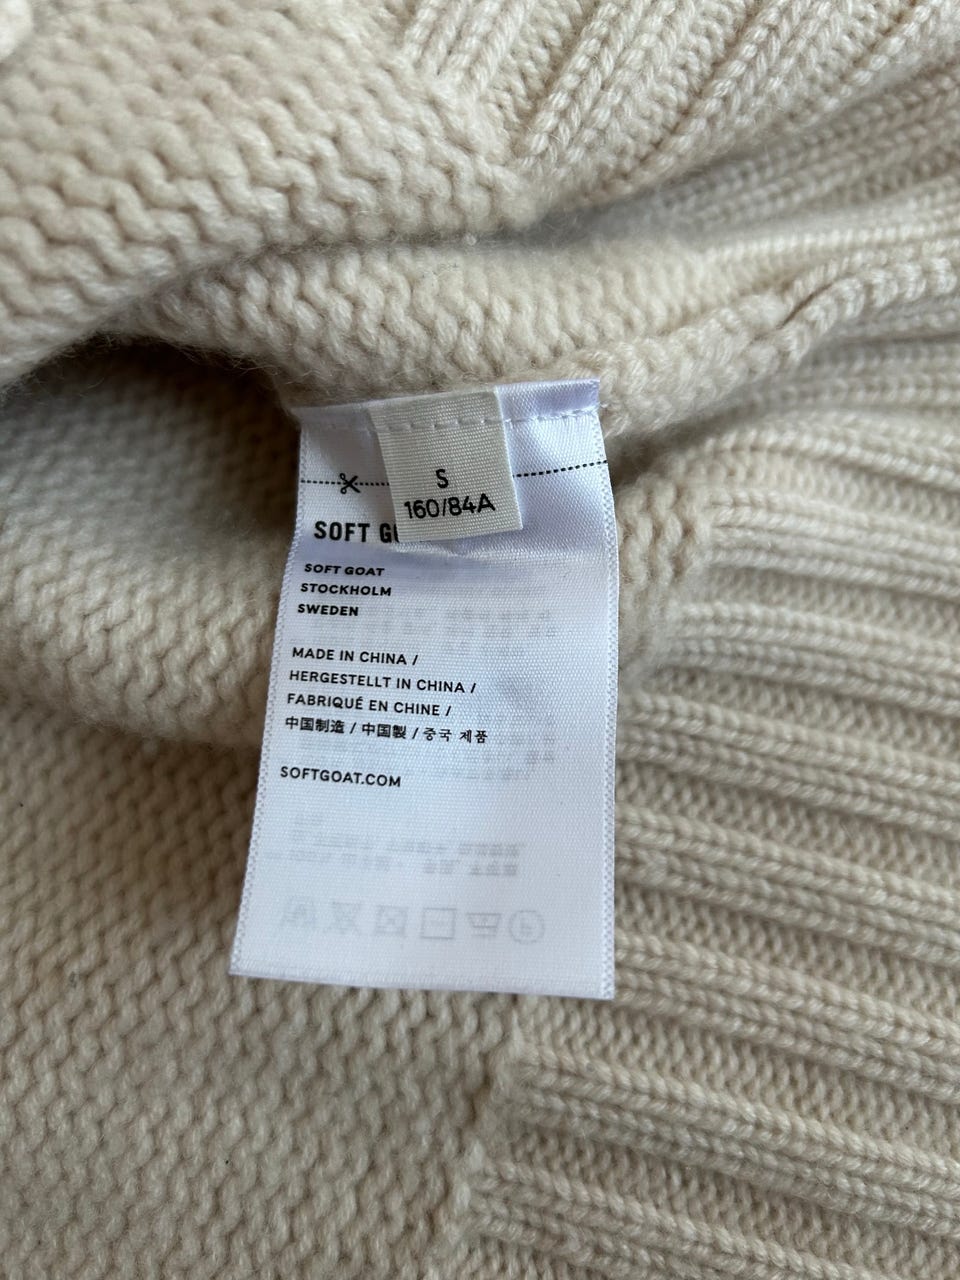 S
160/84A
SOFT
SOFT GOAT
STOCKHOLM
SWEDEN
MADE IN CHINA /
HERGESTELLT IN CHINA /
FABRIQUÉ EN CHINE /
中国制造 / 中国製 / 중국 제품
SOFTGOAT.COM